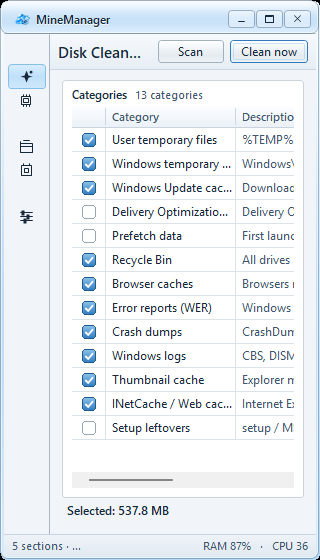 MineManager
Disk Clean... Scan Clean now
Categories 13 categories
Category Descriptio
User temporary files %TEMP%
Windows temporary ... Windows\
Windows Update cac... Download
Delivery Optimizatio... Delivery O
Prefetch data First launc
Recycle Bin All drives
Browser caches Browsers
Error reports (WER) Windows
Crash dumps CrashDum
Windows logs CBS, DISM
Thumbnail cache Explorer m
INetCache / Web cac... Internet Ex
Setup leftovers setup / M
Selected: 537.8 MB
5 sections · ... RAM 87% · CPU 36